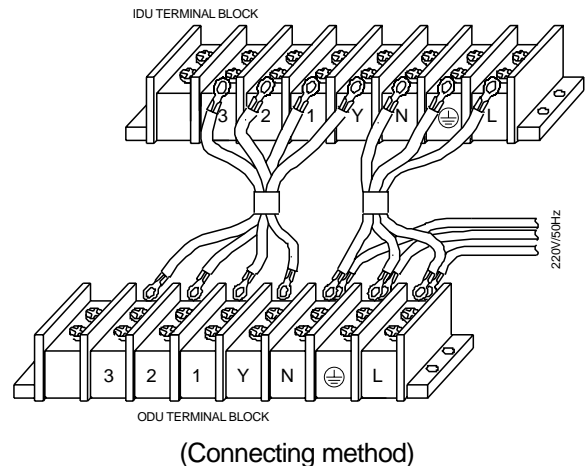 IDU TERMINAL BLOCK
3 2 1 Y N L
220V/50Hz
3 2 1 Y N L
ODU TERMINAL BLOCK
(Connecting method)